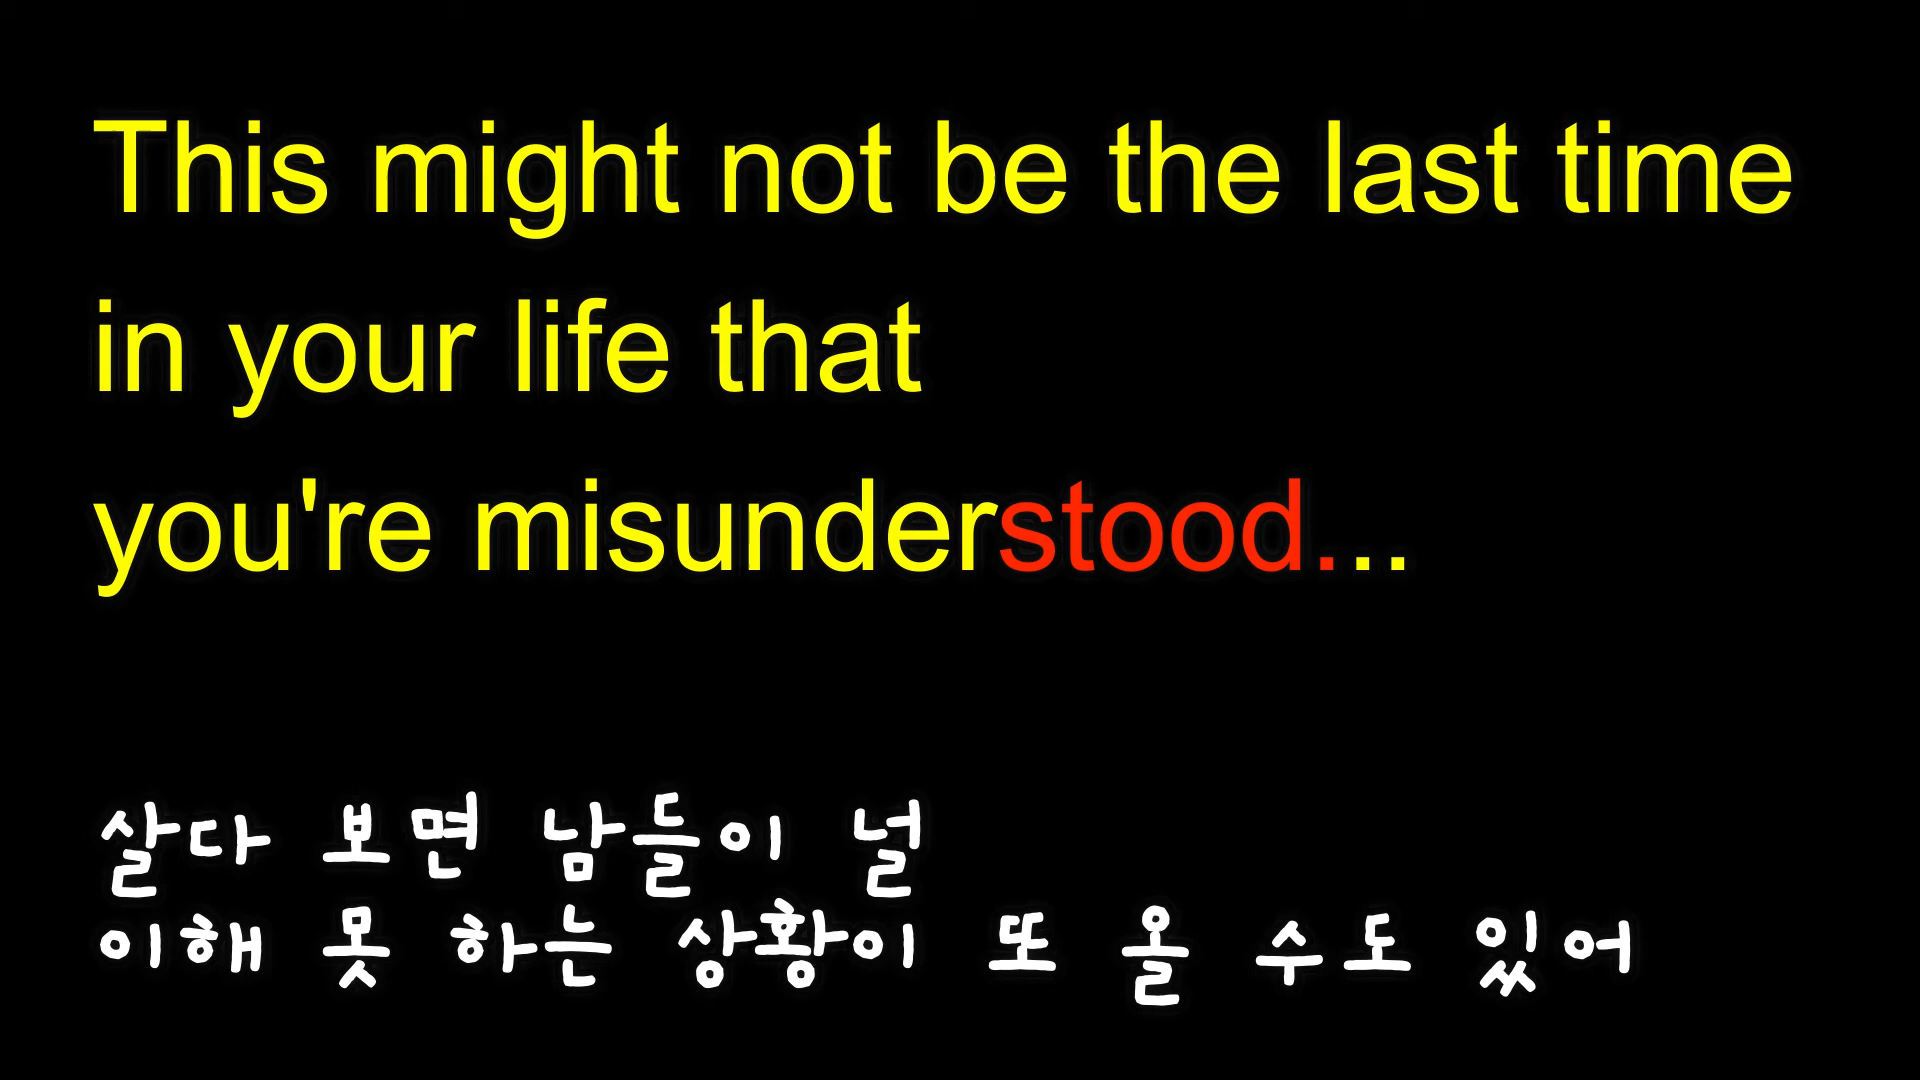 This might not be the last time
in your life that
you're misunderstood...
살다 보면 남들이 널
이해 못 하는 상황이 또 올 수도 있어